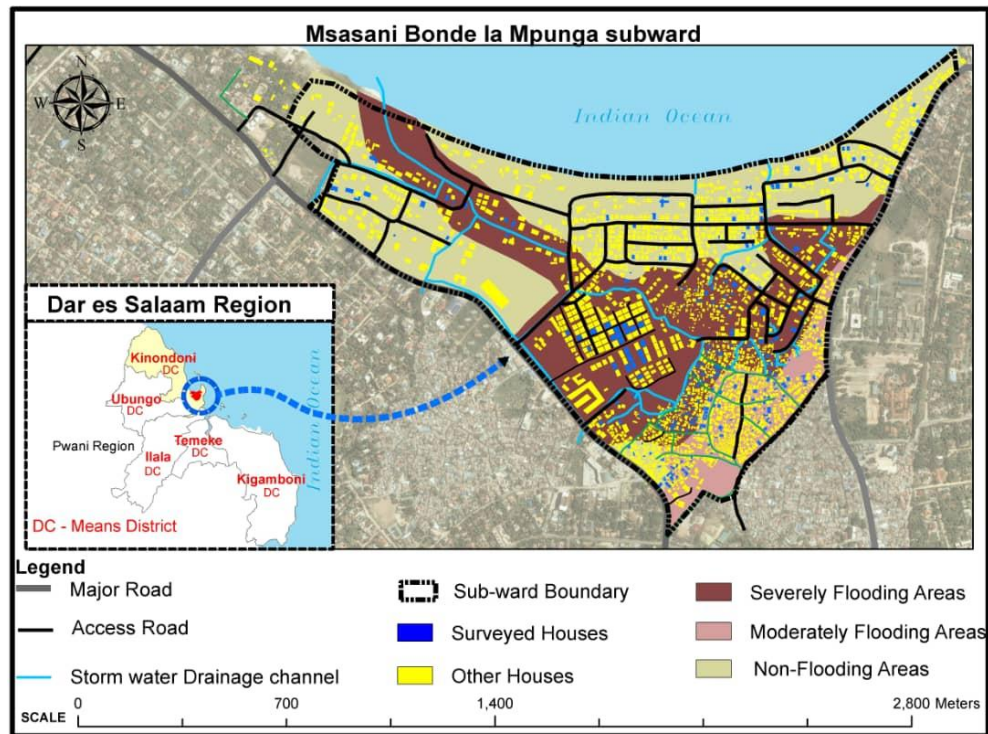 Msasani Bonde la Mpunga subward
N
W E
S
Indian Ocean
Dar es Salaam Region
Kinondoni
DC
Ubungo
DC
Pwani Region
Temeke
DC
Ilala
DC
Kigamboni
DC
Indian Ocean
DC - Means District
Legend
Major Road
Access Road
Storm water Drainage channel
Sub-ward Boundary
Surveyed Houses
Other Houses
Severely Flooding Areas
Moderately Flooding Areas
Non-Flooding Areas
SCALE 0 700 1,400 2,800 Meters